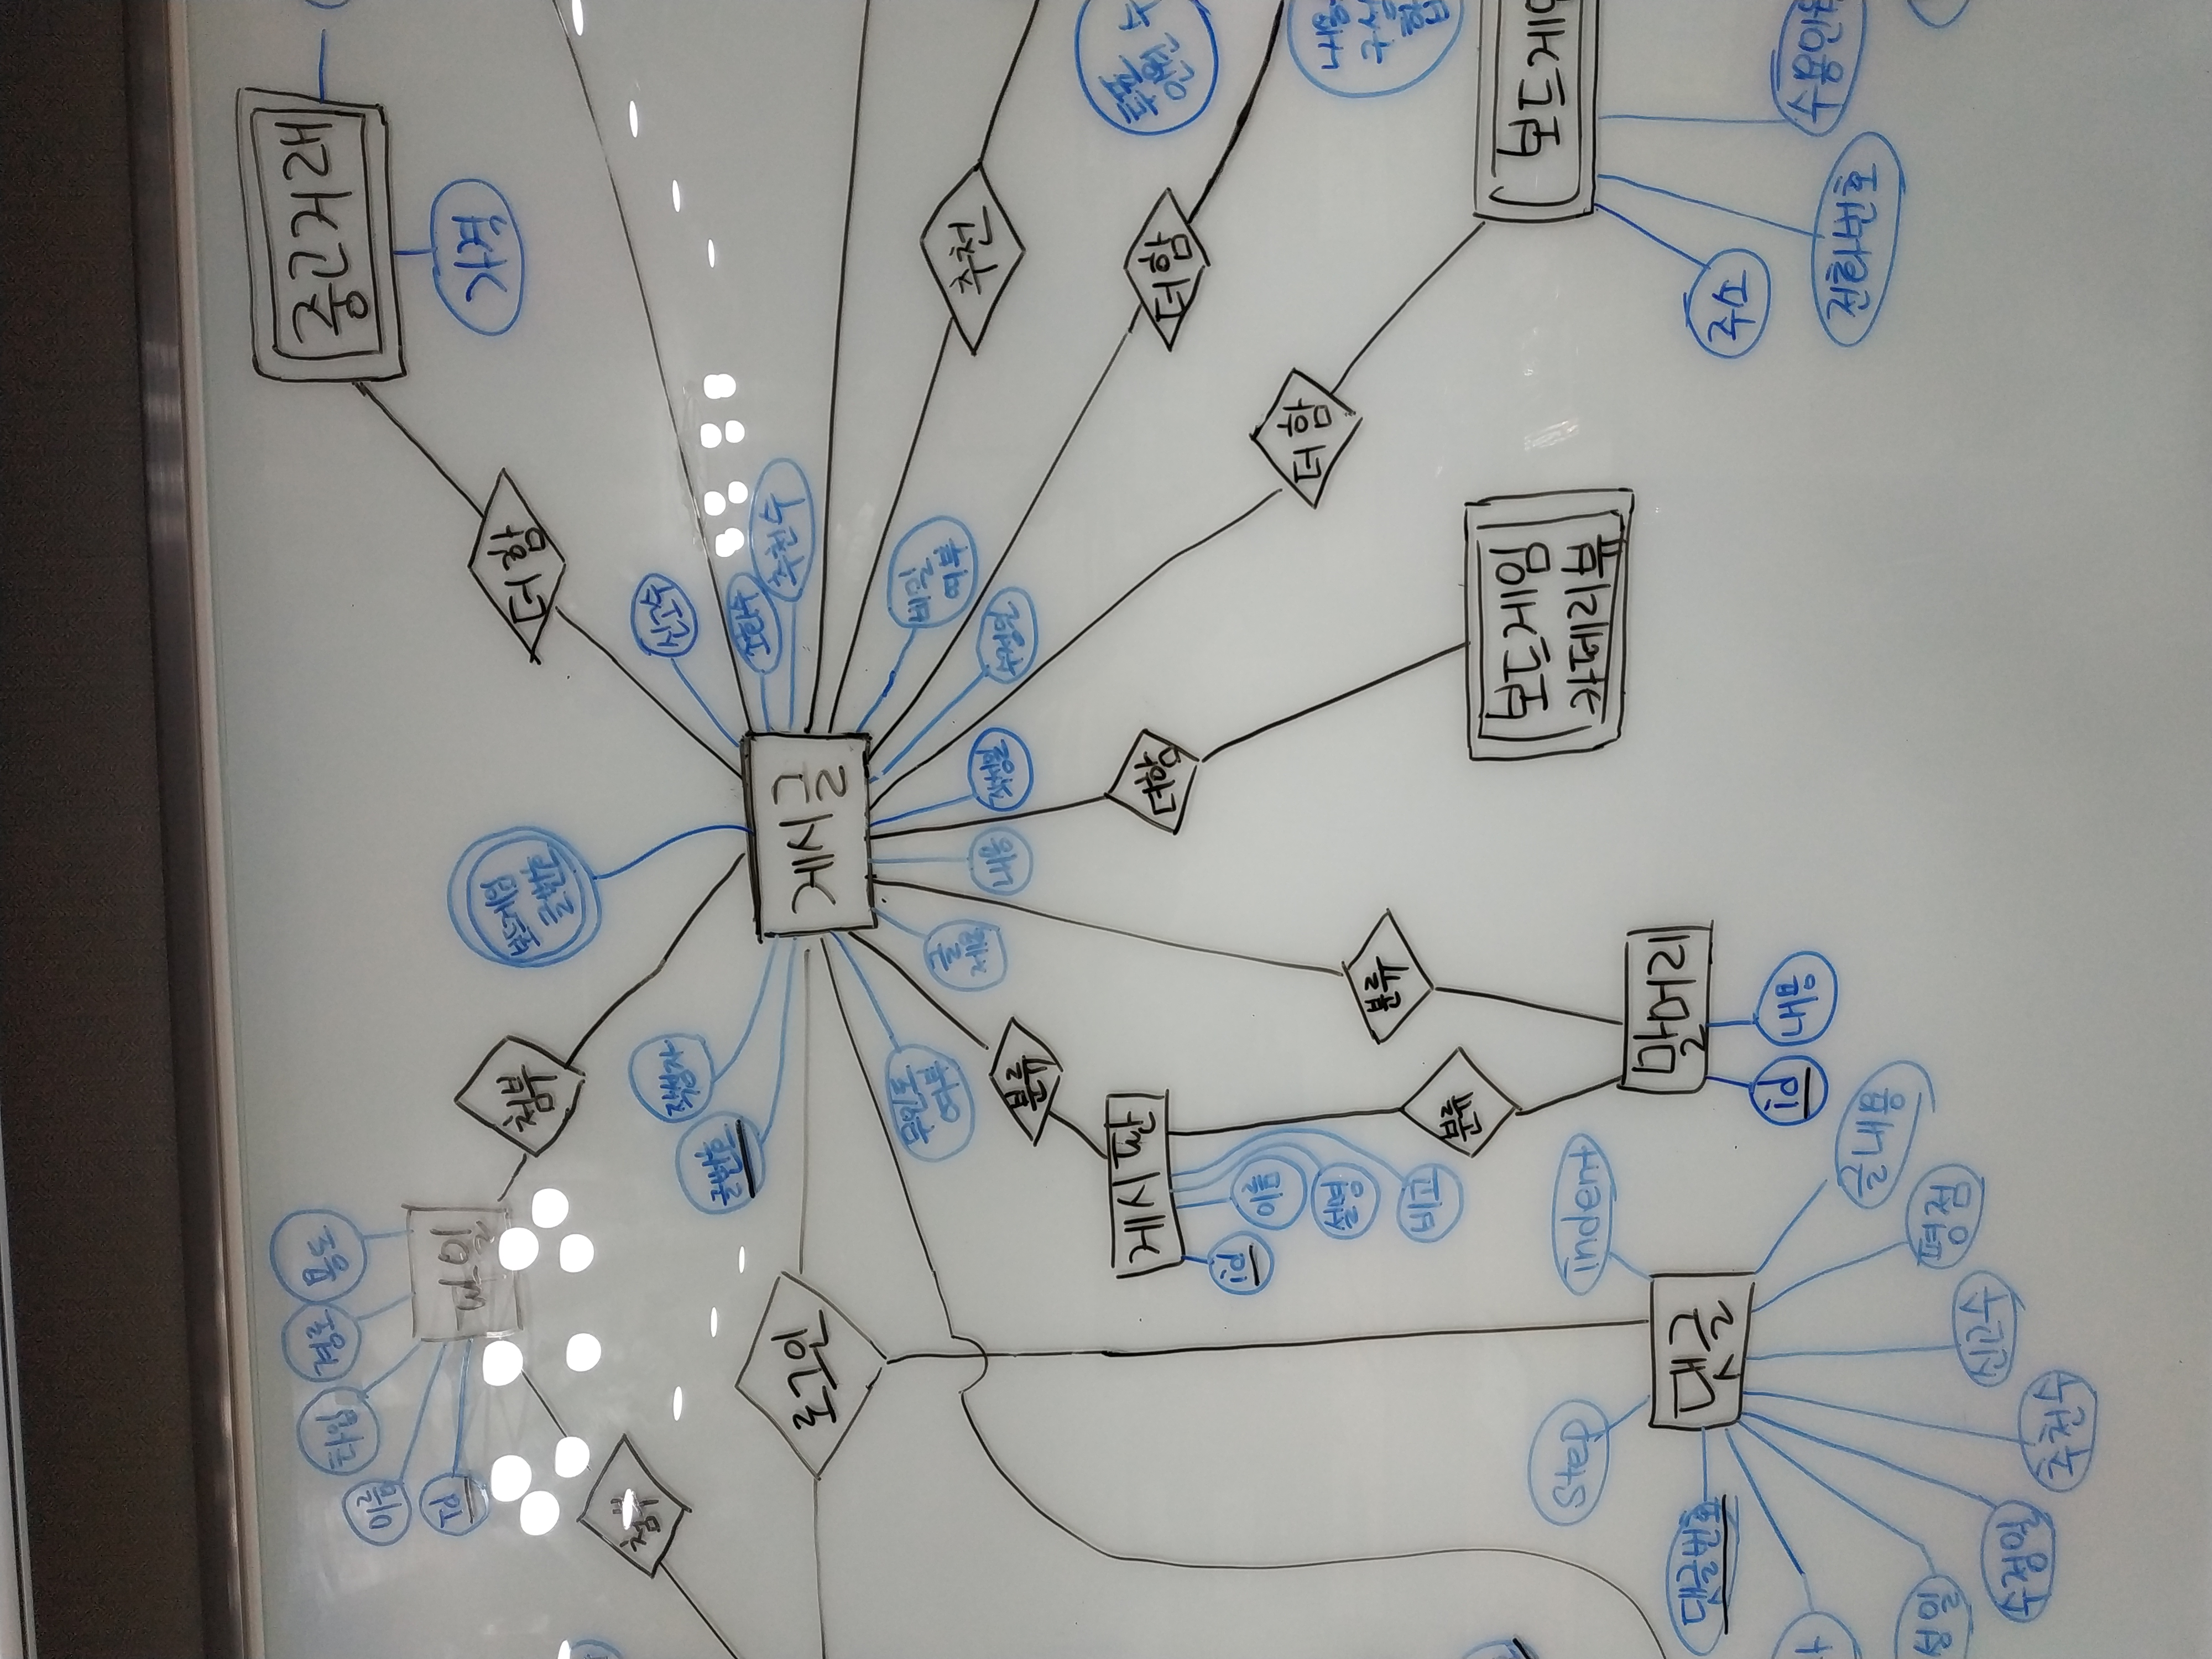 중고거래
가격
타입
경로
용도
이름
Id
파일
첨부
보드게임
글번호
더함
첨부
신고수
작성자
글번호
조회수
추천수
게시글
로그인
무인도
여부
글
제목
내용
작성일
수정일
비밀
여부
추천
분류
게시판
더함
더함
투표
인원 수
id
이름
설명
비고
더함
내용
분류
분류
보드게임
카페리뷰
보드게임
step
indent
댓글번호
댓글
말머리
id
내용
주소
전화번호
수용인원
글내용
평점
성일
신고수
수정일
추천수